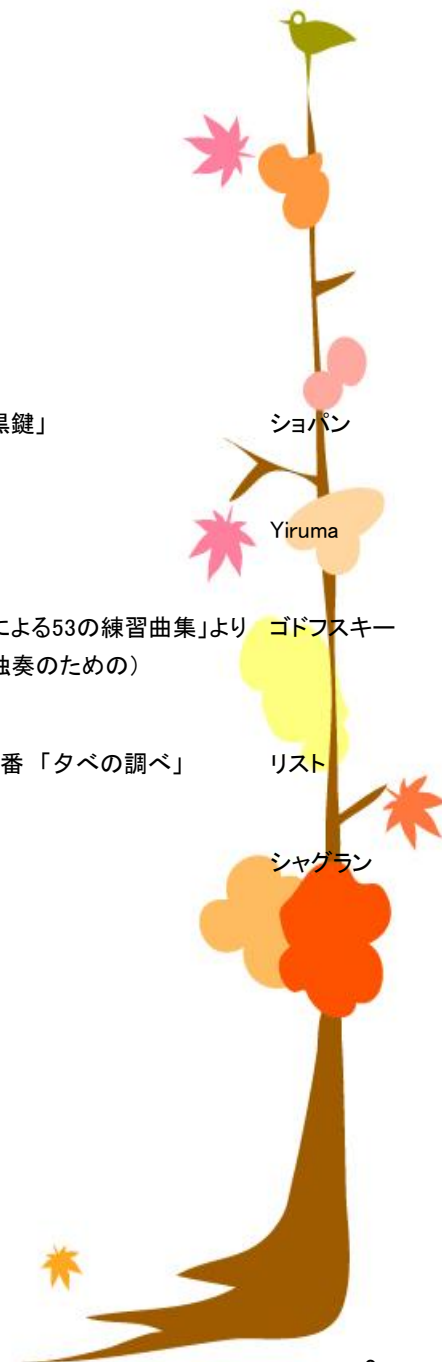 黒鍵」 ショパン
Yiruma
による53の練習曲集」より ゴドフスキー
独奏のための）
番 「夕べの調べ」 リスト
シャグラン